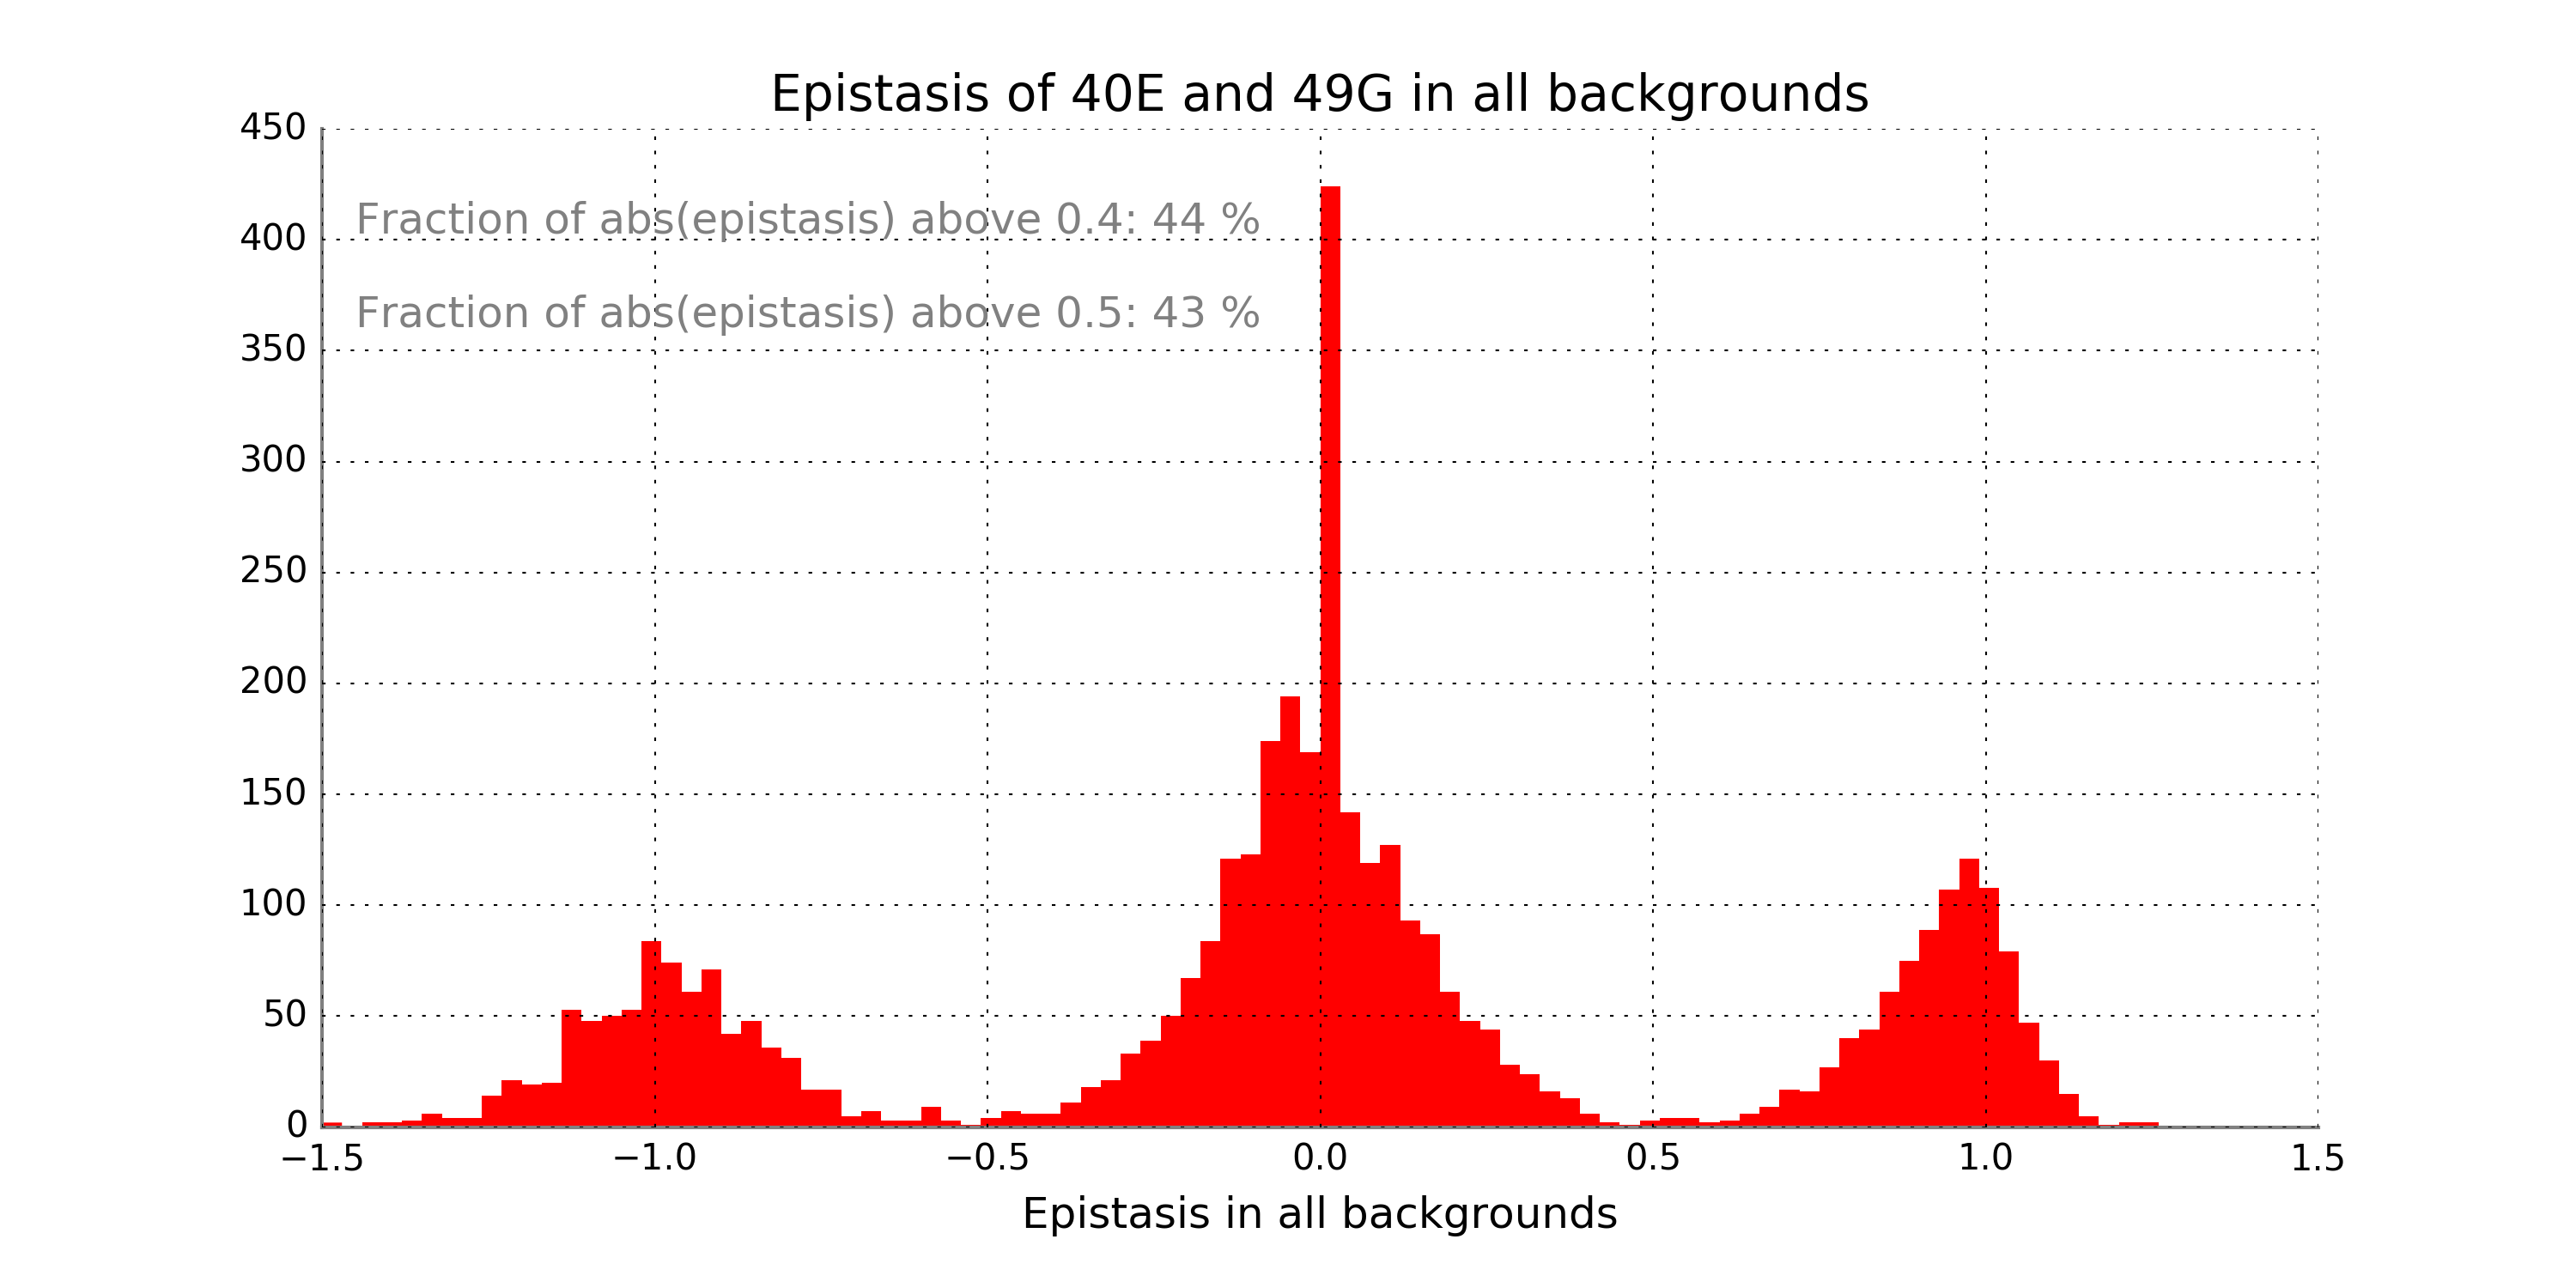 Epistasis of 40E and 49G in all backgrounds
450
Fraction of abs(epistasis) above 0.4: 44 %
400
Fraction of abs(epistasis) above 0.5: 43 %
350
300
250
200
150
100
50
0
−1.5 −1.0 −0.5 0.0 0.5 1.0 1.5
Epistasis in all backgrounds